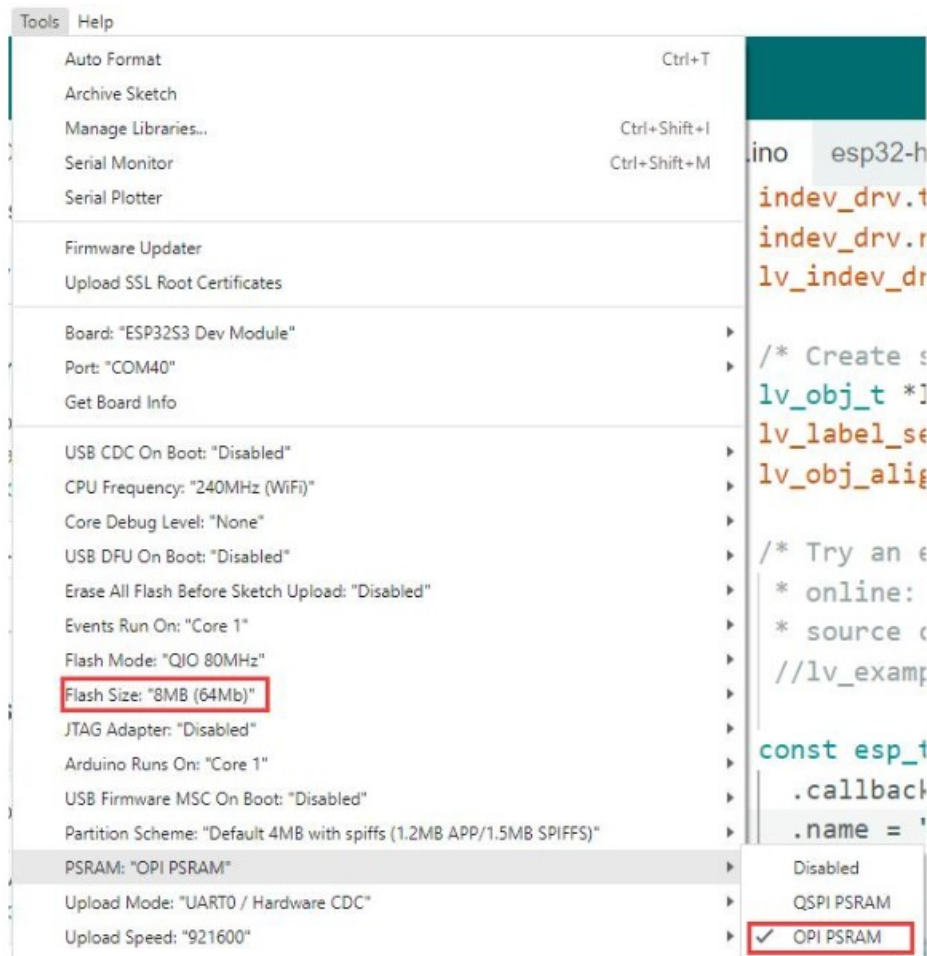 Tools Help
Auto Format Ctrl+T
Archive Sketch
Manage Libraries... Ctrl+Shift+I
Serial Monitor Ctrl+Shift+M
Serial Plotter
Firmware Updater
Upload SSL Root Certificates
Board: "ESP32S3 Dev Module"
Port: "COM40"
Get Board Info
USB CDC On Boot: "Disabled"
CPU Frequency: "240MHz (WiFi)"
Core Debug Level: "None"
USB DFU On Boot: "Disabled"
Erase All Flash Before Sketch Upload: "Disabled"
Events Run On: "Core 1"
Flash Mode: "QIO 80MHz"
Flash Size: "8MB (64Mb)"
JTAG Adapter: "Disabled"
Arduino Runs On: "Core 1"
USB Firmware MSC On Boot: "Disabled"
Partition Scheme: "Default 4MB with spiffs (1.2MB APP/1.5MB SPIFFS)"
PSRAM: "OPI PSRAM"
Upload Mode: "UART0 / Hardware CDC"
Upload Speed: "921600"
Disabled
QSPI PSRAM
OPI PSRAM
.ino esp32-h
indev_drv.t
indev_drv.r
lv_indev_dr
/* Create s
lv_obj_t *l
lv_label_se
lv_obj_alig
/* Try an e
* online:
* source c
//lv_examp
const esp_t
.callback
.name = "